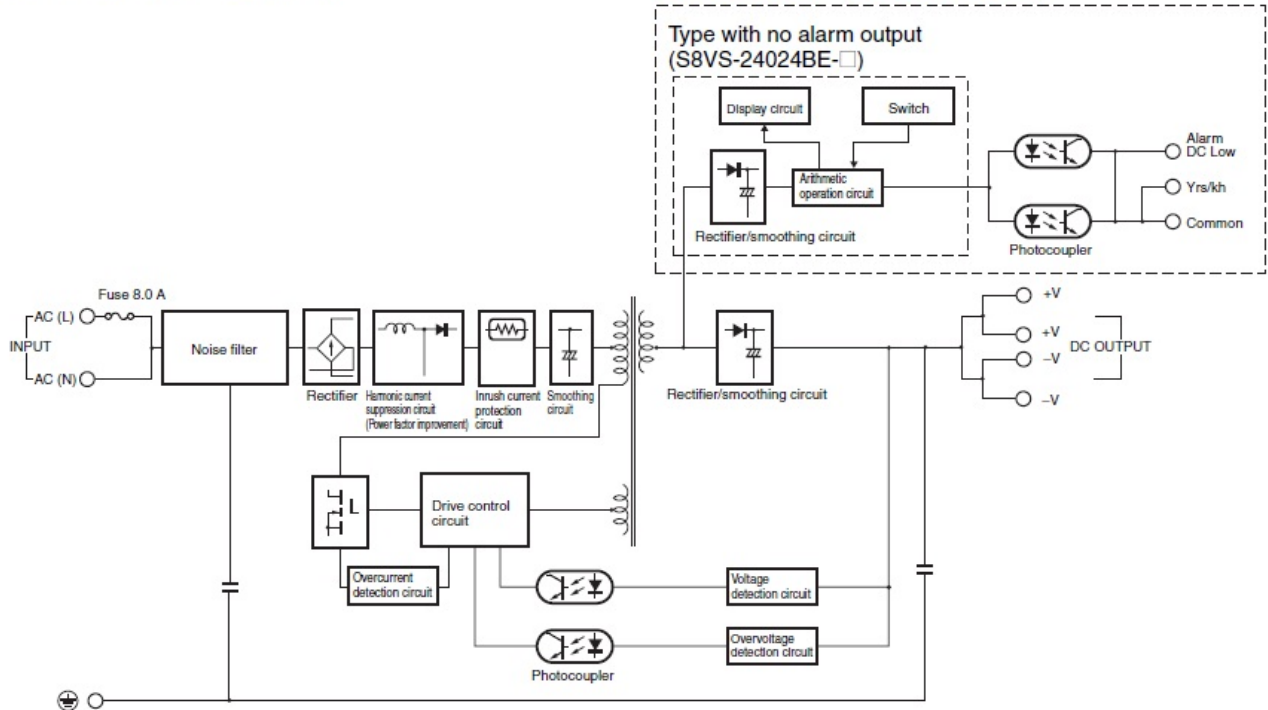 Type with no alarm output
(S8VS-24024BE-□)
Display circuit
Switch
Arithmetic
operation circuit
Rectifier/smoothing circuit
Alarm
DC Low
Yrs/kh
Common
Photocoupler
Fuse 8.0 A
AC (L)
INPUT
AC (N)
Noise filter
Rectifier
Harmonic current
suppression circuit
(Power factor improvement)
Inrush current
protection
circuit
Smoothing
circuit
Rectifier/smoothing circuit
+V
+V
–V
–V
DC OUTPUT
Drive control
circuit
Overcurrent
detection circuit
Voltage
detection circuit
Overvoltage
detection circuit
Photocoupler